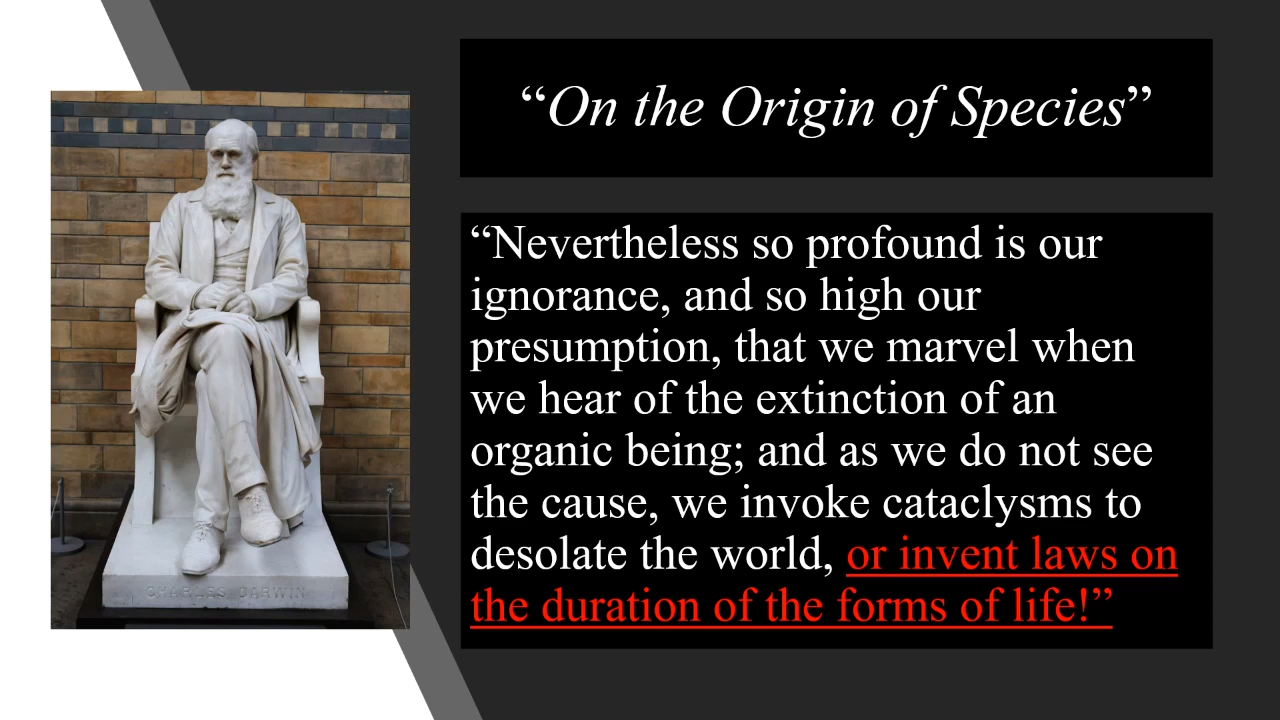 “On the Origin of Species”
“Nevertheless so profound is our
ignorance, and so high our
presumption, that we marvel when
we hear of the extinction of an
organic being; and as we do not see
the cause, we invoke cataclysms to
desolate the world, or invent laws on
the duration of the forms of life!”
CHARLES DARWIN